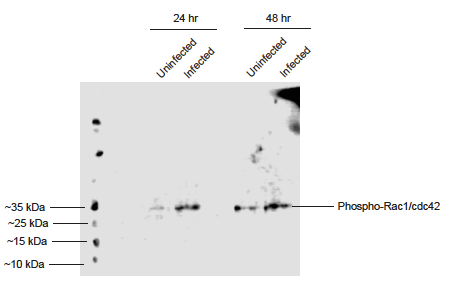 24 hr 48 hr
Uninfected Infected Uninfected Infected
~35 kDa Phospho-Rac1/cdc42
~25 kDa
~15 kDa
~10 kDa